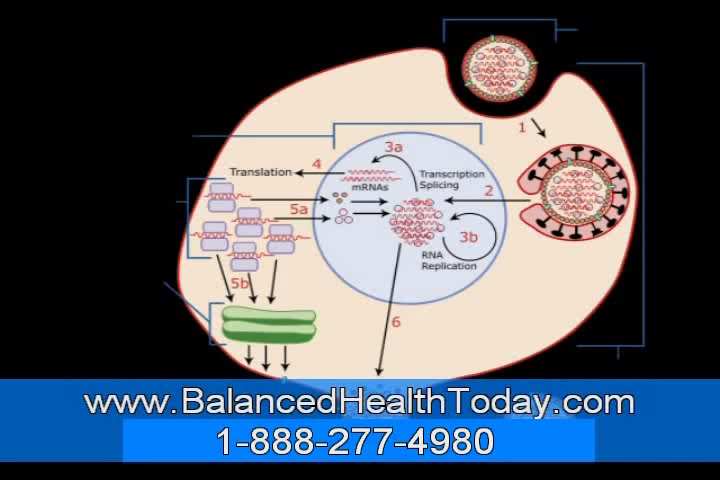 1
3a
4
Translation
Transcription
Splicing
mRNAs
2
5a
3b
RNA
Replication
5b
6
www.BalancedHealthToday.com
1-888-277-4980